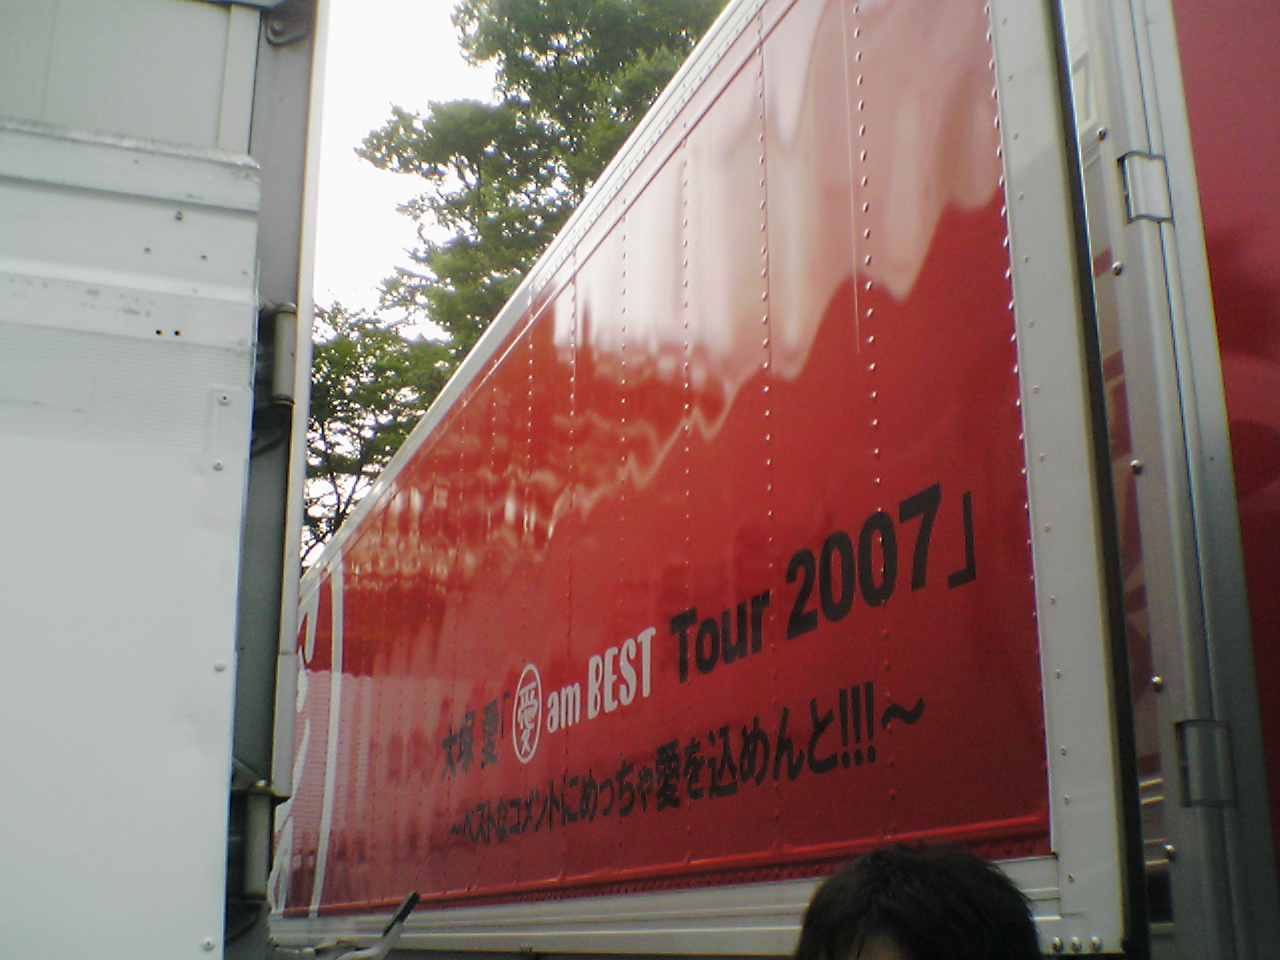 大塚 愛「愛 am BEST Tour 2007」
～ベストなコメントにめっちゃ愛を込めんと!!!～